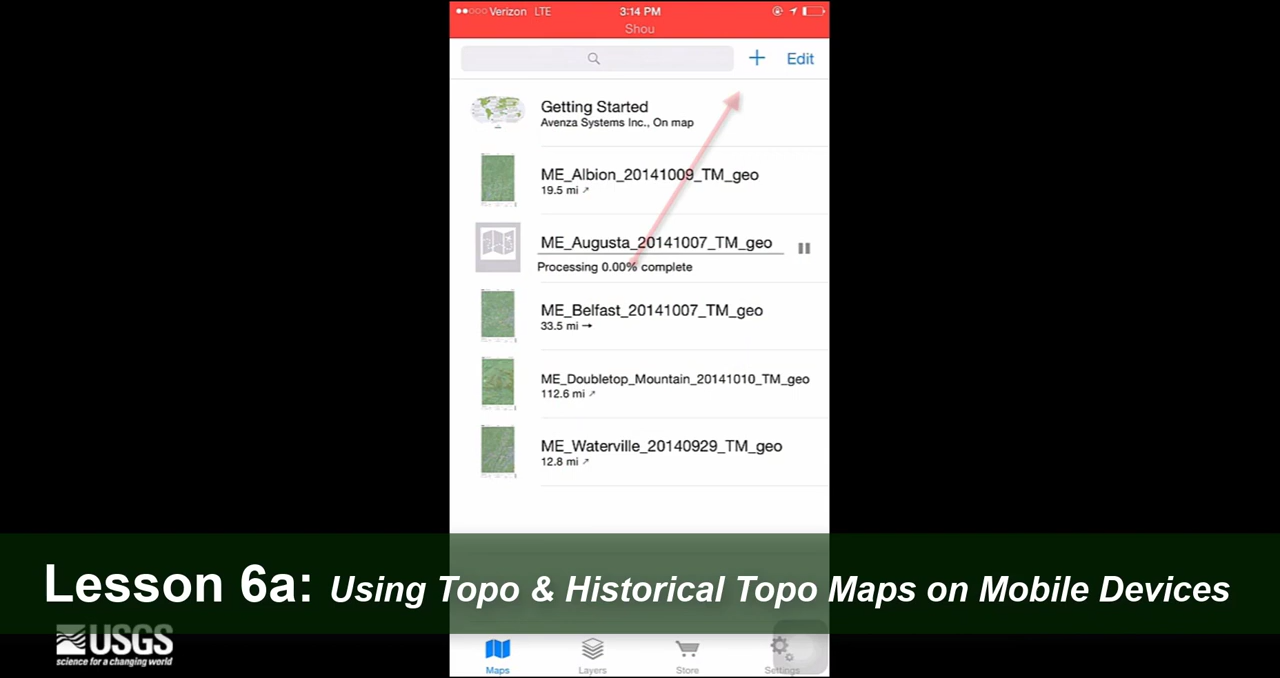 Verizon LTE 3:14 PM
Shou
Edit
Getting Started
Avenza Systems Inc., On map
ME_Albion_20141009_TM_geo
19.5 mi
ME_Augusta_20141007_TM_geo
Processing 0.00% complete
ME_Belfast_20141007_TM_geo
33.5 mi
ME_Doubletop_Mountain_20141010_TM_geo
112.6 mi
ME_Waterville_20140929_TM_geo
12.8 mi
Lesson 6a: Using Topo & Historical Topo Maps on Mobile Devices
USGS
science for a changing world
Maps Layers Store Settings